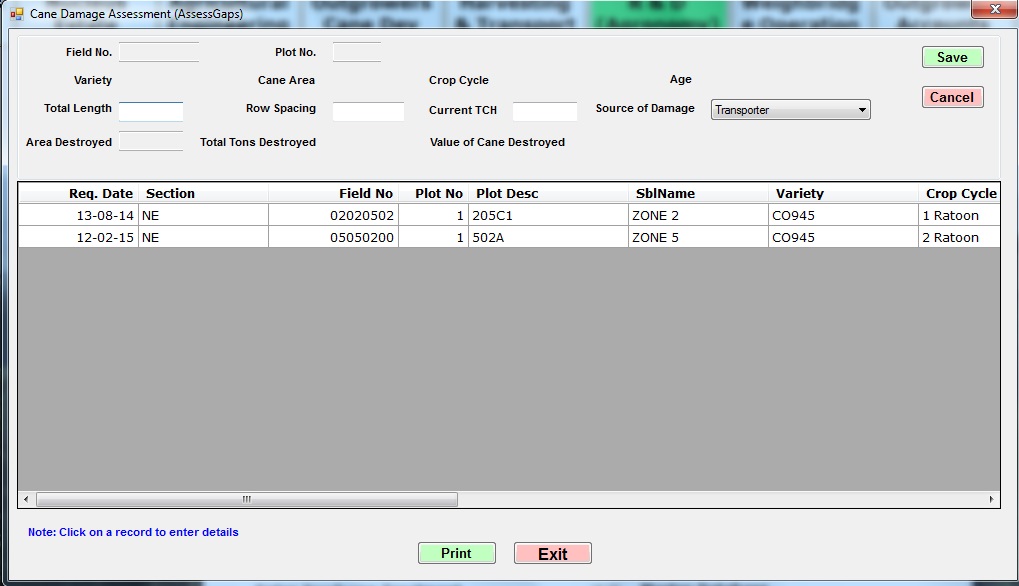 Cane Damage Assessment (AssessGaps)
Field No. Plot No. Save
Variety Cane Area Crop Cycle Age
Cancel
Total Length Row Spacing Current TCH Source of Damage Transporter
Area Destroyed Total Tons Destroyed Value of Cane Destroyed
Req. Date Section Field No Plot No Plot Desc SblName Variety Crop Cycle
13-08-14 NE 02020502 1 205C1 ZONE 2 CO945 1 Ratoon
12-02-15 NE 05050200 1 502A ZONE 5 CO945 2 Ratoon
Note: Click on a record to enter details
Print Exit